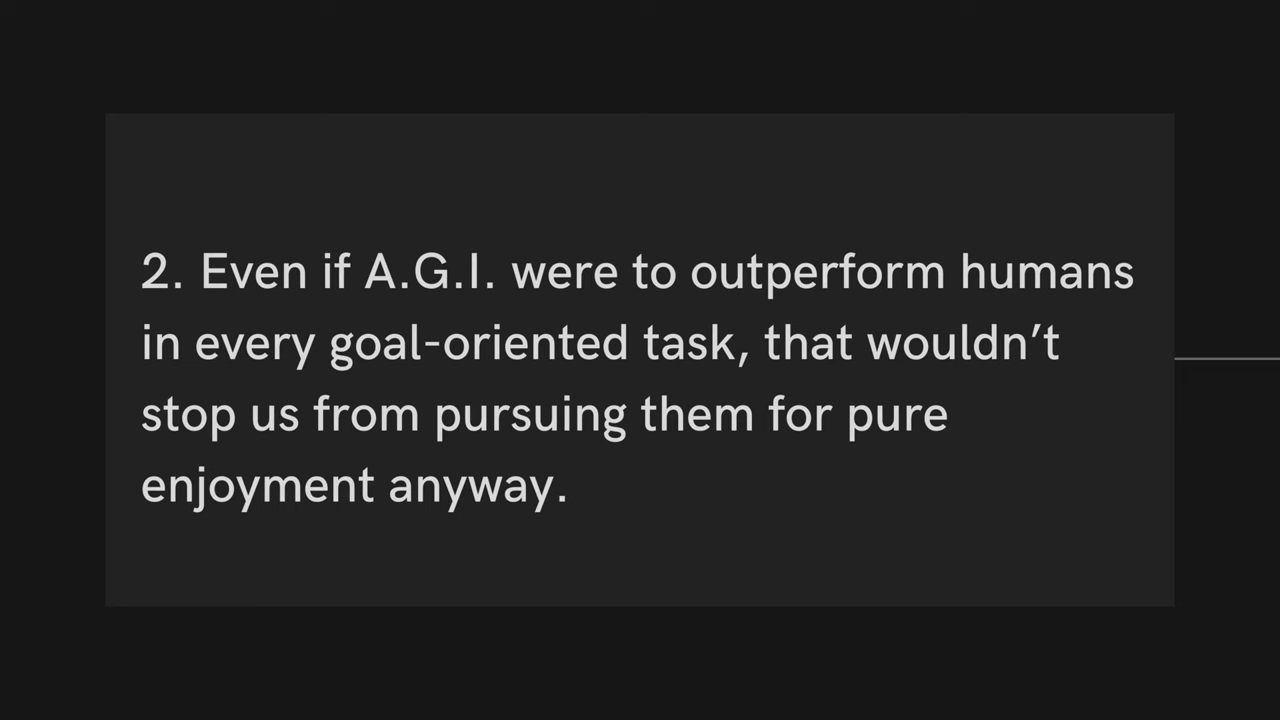 2. Even if A.G.I. were to outperform humans
in every goal-oriented task, that wouldn’t
stop us from pursuing them for pure
enjoyment anyway.